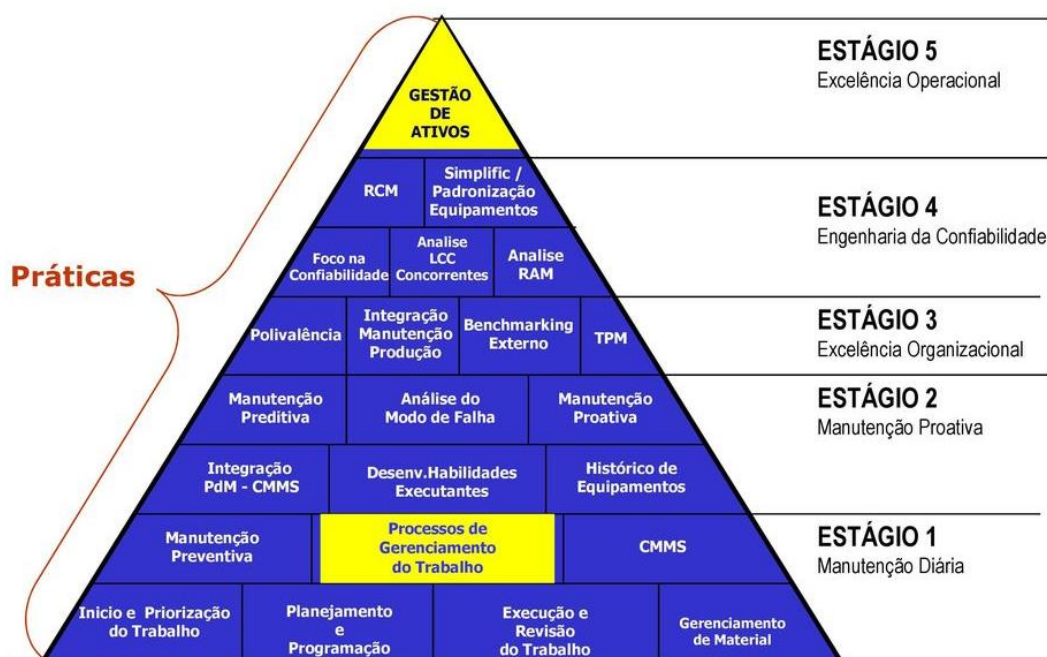 GESTÃO
DE
ATIVOS
ESTÁGIO 5
Excelência Operacional
RCM
Simplific /
Padronização
Equipamentos
ESTÁGIO 4
Engenharia da Confiabilidade
Foco na
Confiabilidade
Analise
LCC
Concorrentes
Analise
RAM
Práticas
Polivalência
Integração
Manutenção
Produção
Benchmarking
Externo
TPM
ESTÁGIO 3
Excelência Organizacional
Manutenção
Preditiva
Análise do
Modo de Falha
Manutenção
Proativa
ESTÁGIO 2
Manutenção Proativa
Integração
PdM - CMMS
Desenv.Habilidades
Executantes
Histórico de
Equipamentos
Manutenção
Preventiva
Processos de
Gerenciamento
do Trabalho
CMMS
ESTÁGIO 1
Manutenção Diária
Inicio e Priorização
do Trabalho
Planejamento
e
Programação
Execução e
Revisão
do Trabalho
Gerenciamento
de Material